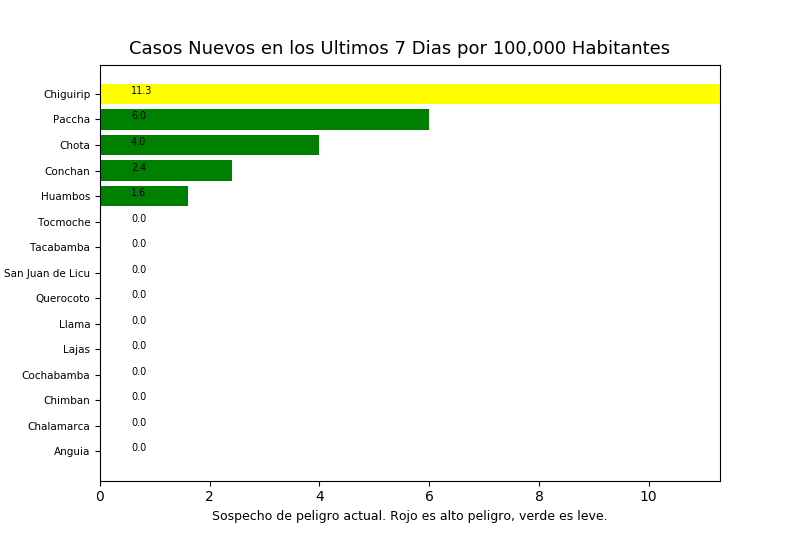 Casos Nuevos en los Ultimos 7 Dias por 100,000 Habitantes
Chiguirip 11.3
Paccha 6.0
Chota 4.0
Conchan 2.4
Huambos 1.6
Tocmoche 0.0
Tacabamba 0.0
San Juan de Licu 0.0
Querocoto 0.0
Llama 0.0
Lajas 0.0
Cochabamba 0.0
Chimban 0.0
Chalamarca 0.0
Anguia 0.0
0 2 4 6 8 10
Sospecho de peligro actual. Rojo es alto peligro, verde es leve.